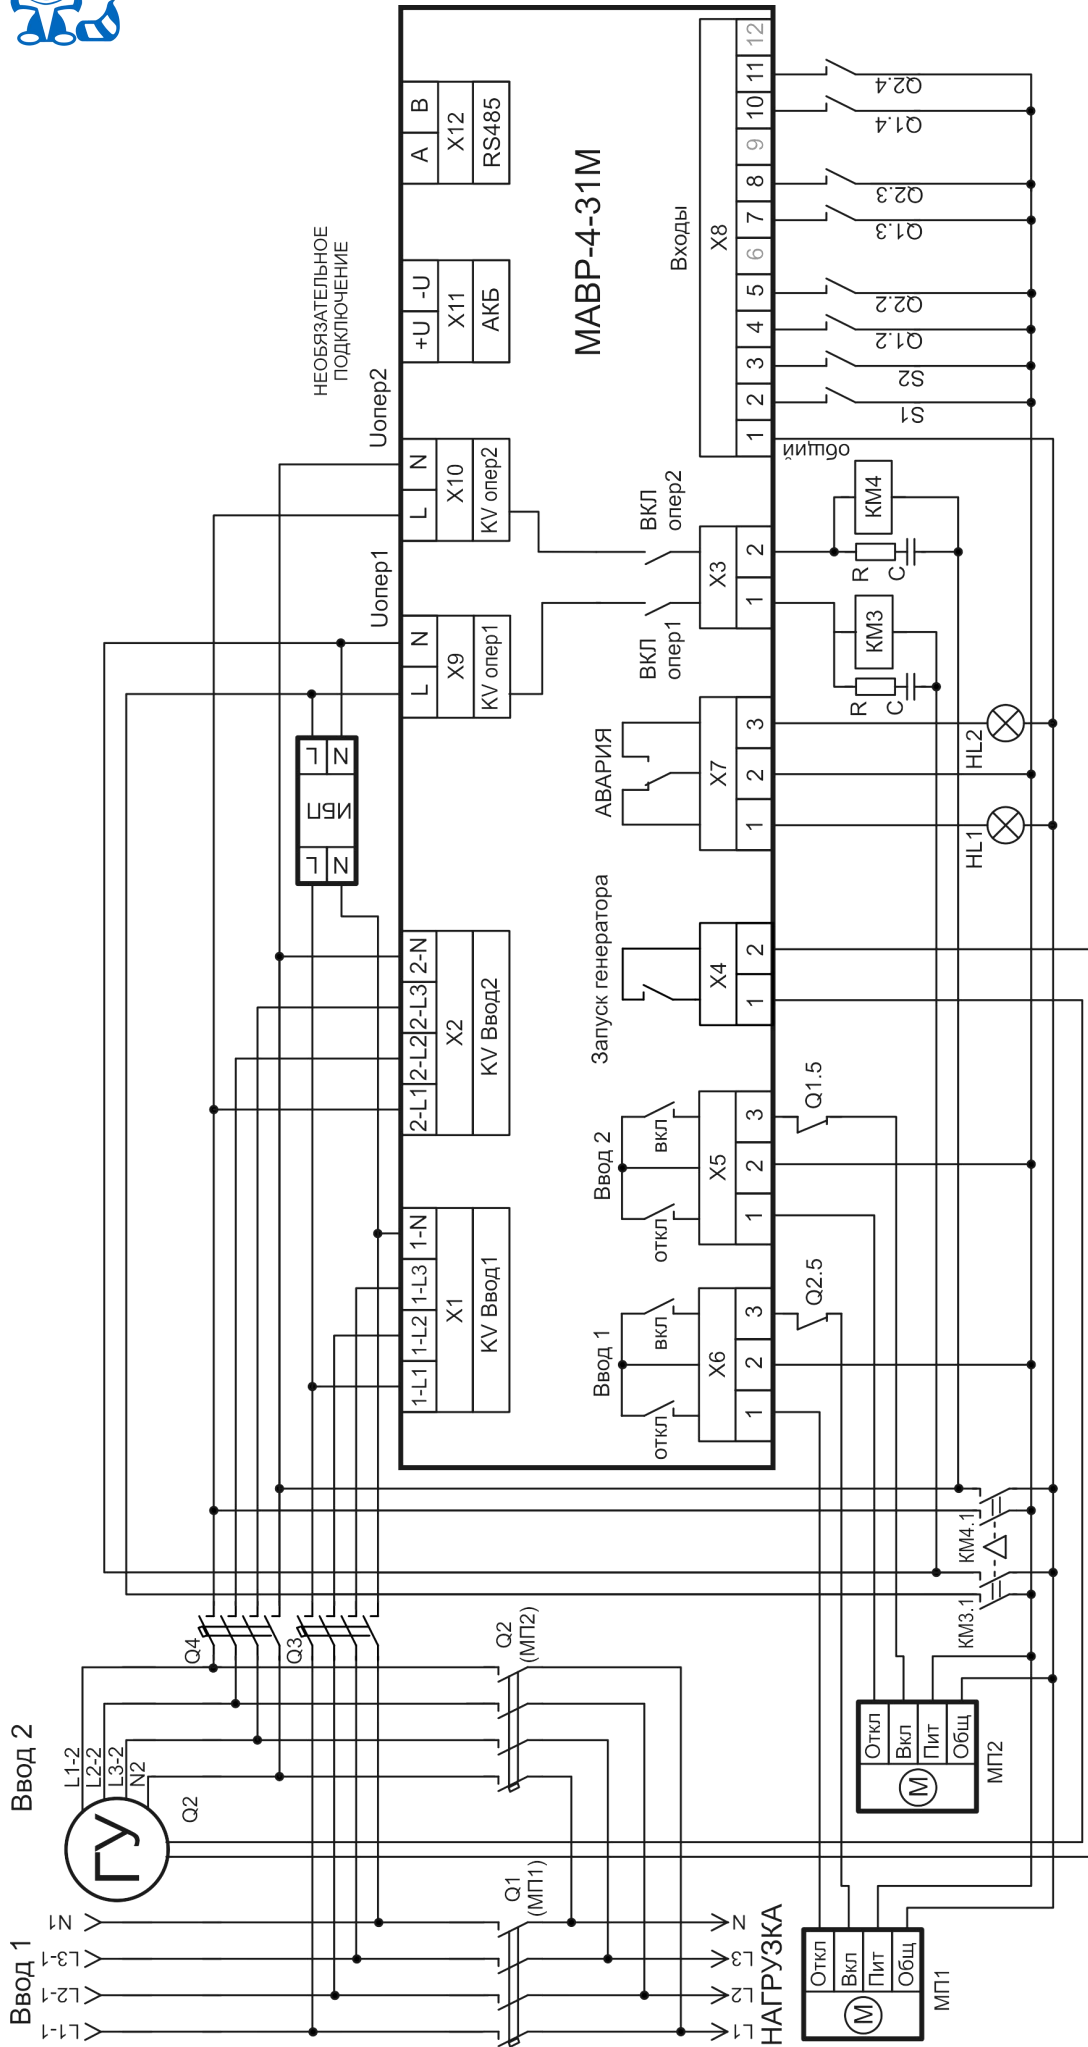 Ввод 1
L1-1
L2-1
L3-1
N1
Ввод 2
L1-2
L2-2
L3-2
N2
ГУ
Q2
Q4
Q3
Q1
(МП1)
Q2
(МП2)
L1
L2
L3
N
НАГРУЗКА
ИБП
L
N
L
N
НЕОБЯЗАТЕЛЬНОЕ
ПОДКЛЮЧЕНИЕ
МАВР-4-31М
1-L1
1-L2
1-L3
1-N
X1
KV Ввод1
2-L1
2-L2
2-L3
2-N
X2
KV Ввод2
Uопер1
L
N
X9
KV опер1
Uопер2
L
N
X10
KV опер2
+U
-U
X11
АКБ
A
B
X12
RS485
Ввод 1
откл
вкл
X6
1
2
3
Q2.5
Ввод 2
откл
вкл
X5
1
2
3
Q1.5
Запуск генератора
X4
1
2
АВАРИЯ
X7
1
2
3
HL1
HL2
ВКЛ
опер1
ВКЛ
опер2
X3
1
2
R
C
КМ3
R
C
КМ4
Входы
X8
1
2
3
4
5
6
7
8
9
10
11
12
общий
S1
S2
Q1.2
Q2.2
Q1.3
Q2.3
Q1.4
Q2.4
КМ3.1
КМ4.1
Откл
Вкл
Пит
Общ
М
МП1
Откл
Вкл
Пит
Общ
М
МП2